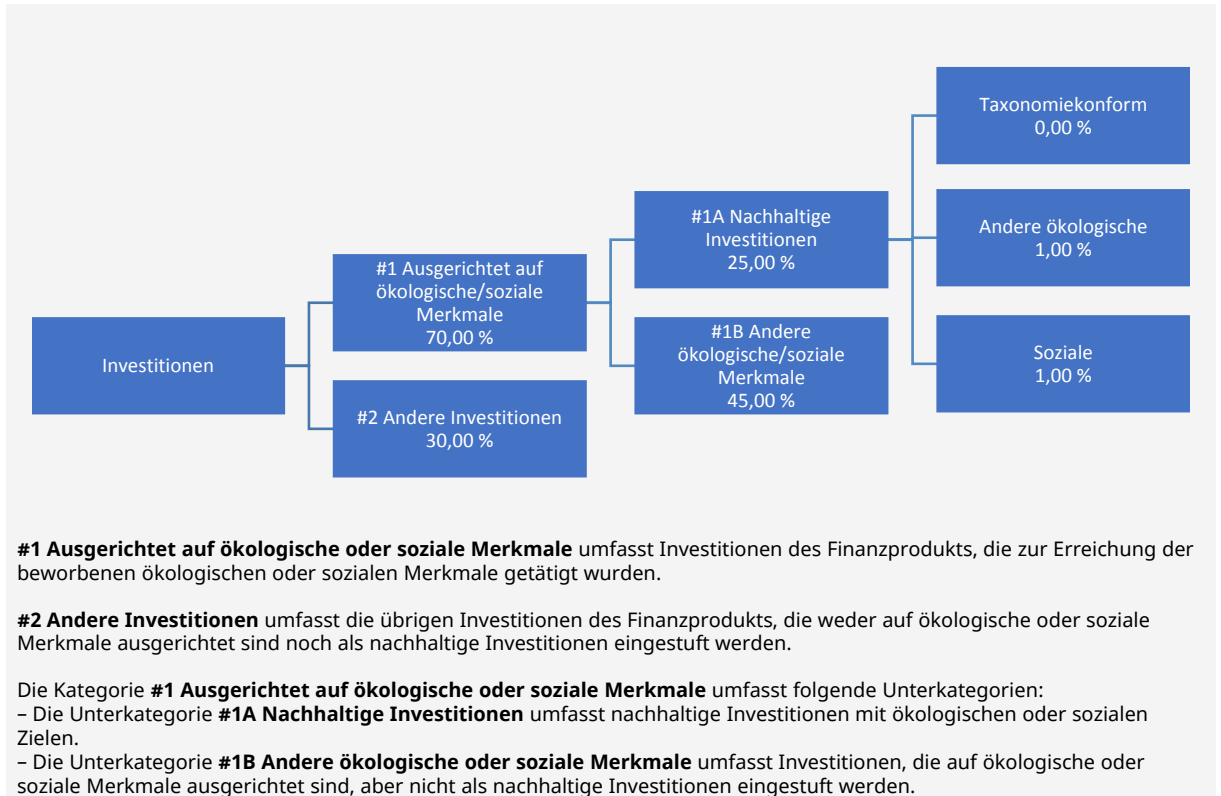 Investitionen
#1 Ausgerichtet auf
ökologische/soziale
Merkmale
70,00 %
#2 Andere Investitionen
30,00 %
#1A Nachhaltige
Investitionen
25,00 %
#1B Andere
ökologische/soziale
Merkmale
45,00 %
Taxonomiekonform
0,00 %
Andere ökologische
1,00 %
Soziale
1,00 %
#1 Ausgerichtet auf ökologische oder soziale Merkmale umfasst Investitionen des Finanzprodukts, die zur Erreichung der
beworbenen ökologischen oder sozialen Merkmale getätigt wurden.
#2 Andere Investitionen umfasst die übrigen Investitionen des Finanzprodukts, die weder auf ökologische oder soziale
Merkmale ausgerichtet sind noch als nachhaltige Investitionen eingestuft werden.
Die Kategorie #1 Ausgerichtet auf ökologische oder soziale Merkmale umfasst folgende Unterkategorien:
– Die Unterkategorie #1A Nachhaltige Investitionen umfasst nachhaltige Investitionen mit ökologischen oder sozialen
Zielen.
– Die Unterkategorie #1B Andere ökologische oder soziale Merkmale umfasst Investitionen, die auf ökologische oder
soziale Merkmale ausgerichtet sind, aber nicht als nachhaltige Investitionen eingestuft werden.